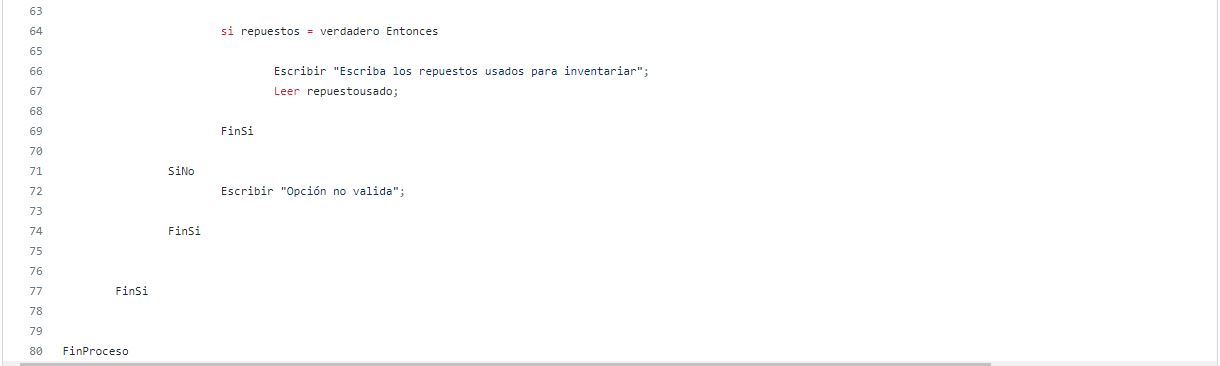 63
64 si repuestos = verdadero Entonces
65
66 Escribir "Escriba los repuestos usados para inventariar";
67 Leer repuestousado;
68
69 FinSi
70
71 SiNo
72 Escribir "Opción no valida";
73
74 FinSi
75
76
77 FinSi
78
79
80 FinProceso